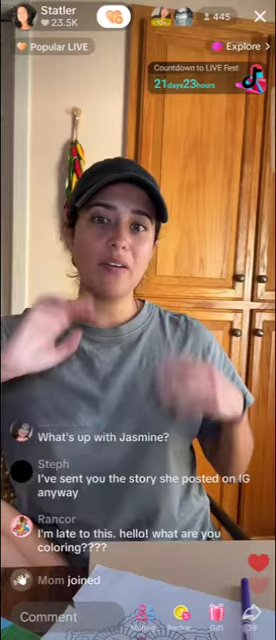 Statler
23.5K
445
Popular LIVE
Explore >
Countdown to LIVE Fest
21days23hours
What's up with Jasmine?
Steph
I've sent you the story she posted on IG
anyway
Rancor
I'm late to this. hello! what are you
coloring????
Mom joined
Comment
Gift
39